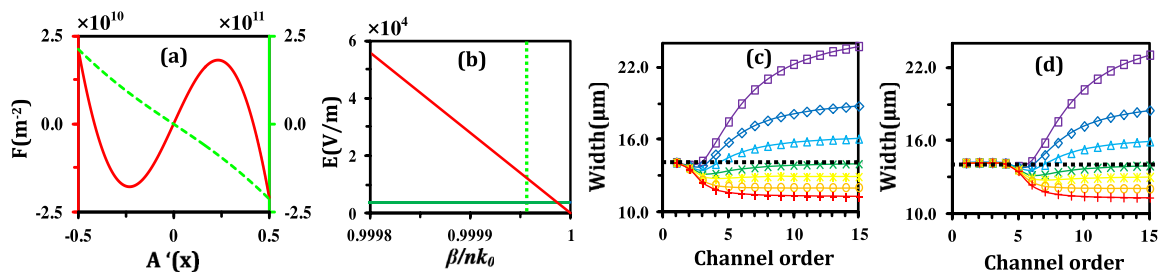 ×10¹⁰
×10¹¹
(a)
F(m⁻²)
2.5
0.0
-2.5
2.5
0.0
-2.5
-0.5
0
0.5
A ‘(x)
×10⁴
(b)
E(V/m)
6
4
2
0
0.9998
0.9999
1
β/nk₀
(c)
Width(μm)
22.0
16.0
10.0
0
5
10
15
Channel order
(d)
Width(μm)
22.0
16.0
10.0
0
5
10
15
Channel order